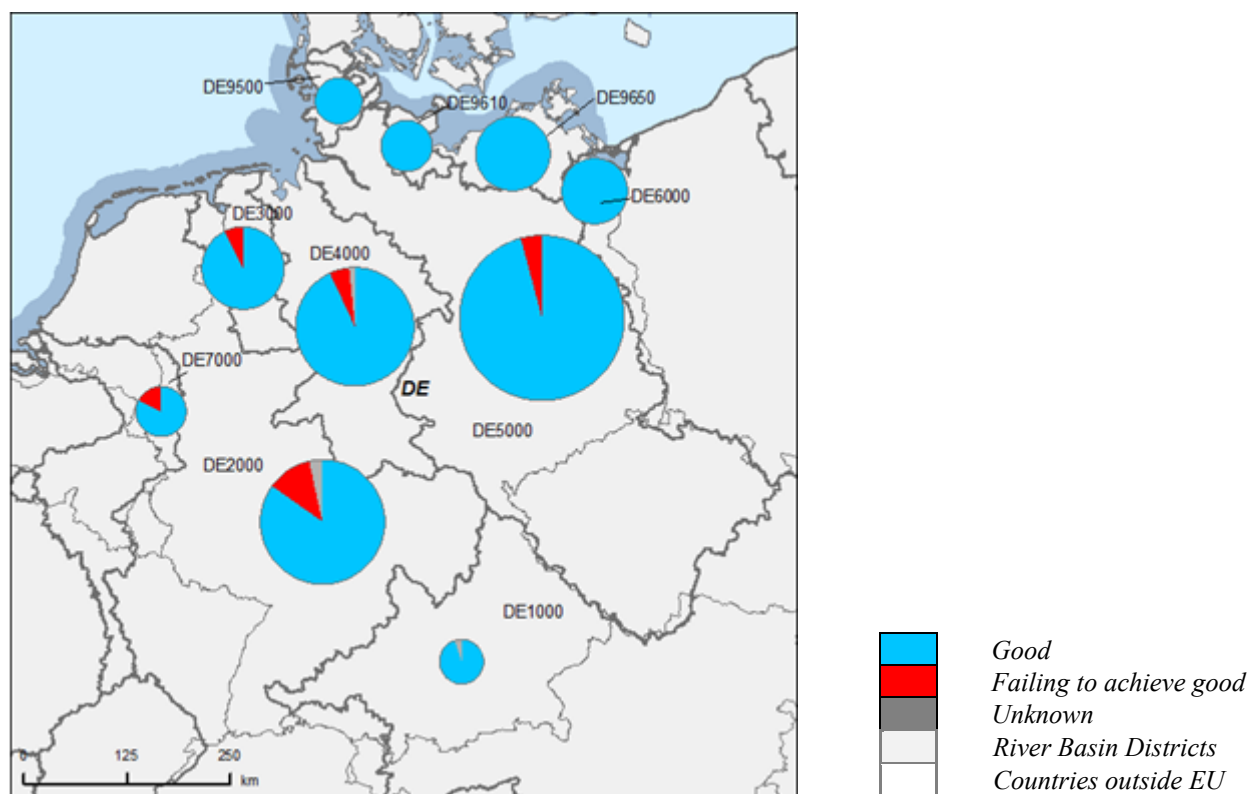 DE9500
DE9610
DE9650
DE6000
DE3000
DE4000
DE7000
DE
DE5000
DE2000
DE1000
0 125 250
km
Good
Failing to achieve good
Unknown
River Basin Districts
Countries outside EU